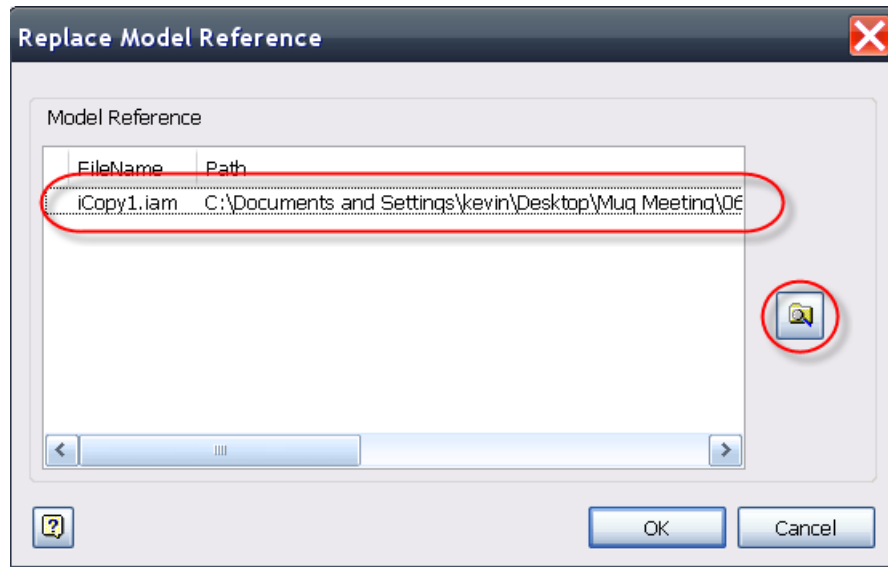 Replace Model Reference
Model Reference
FileName Path
iCopy1.iam C:\Documents and Settings\kevin\Desktop\Mug Meeting\06
OK Cancel